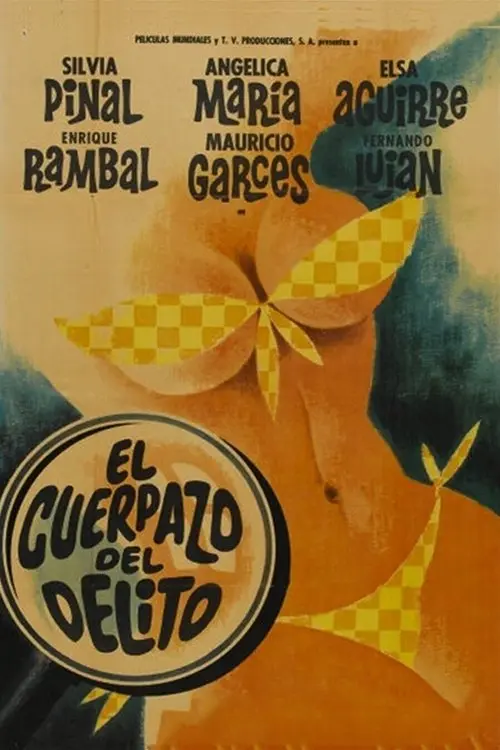 PELICULAS MUNDIALES y T. V. PRODUCCIONES, S. A. presentan a
SILVIA PINAL
ANGELICA MARIA
ELSA AGUIRRE
ENRIQUE RAMBAL
MAURICIO GARCES
FERNANDO LUJAN
en
EL
CUERPAZO
DEL
DELITO